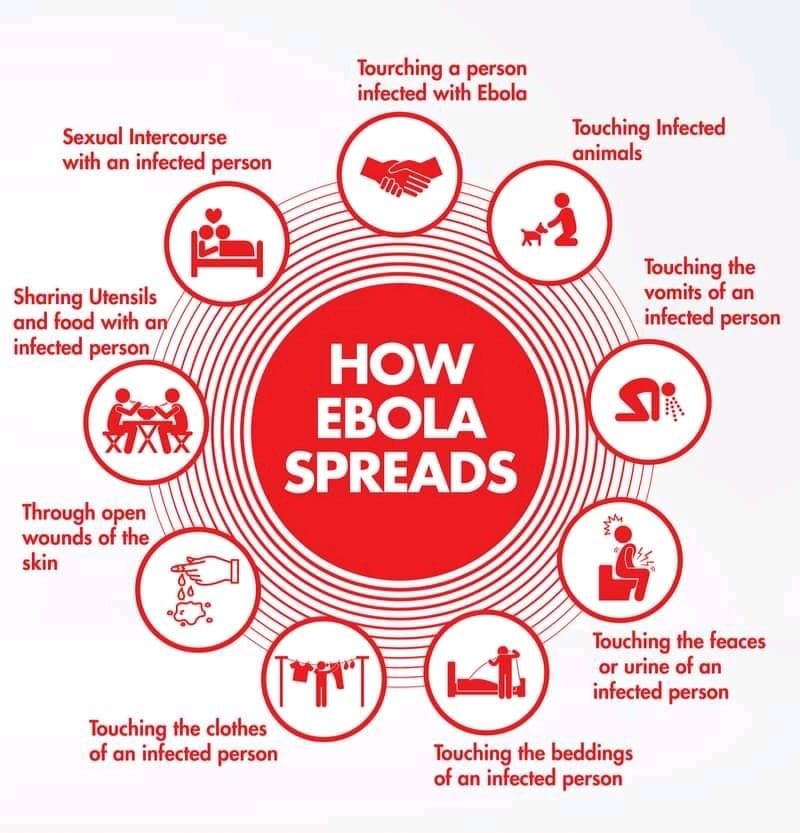 Tourching a person
infected with Ebola
Touching Infected
animals
Touching the
vomits of an
infected person
Touching the feaces
or urine of an
infected person
Touching the beddings
of an infected person
Touching the clothes
of an infected person
Through open
wounds of the
skin
Sharing Utensils
and food with an
infected person
Sexual Intercourse
with an infected person
HOW
EBOLA
SPREADS